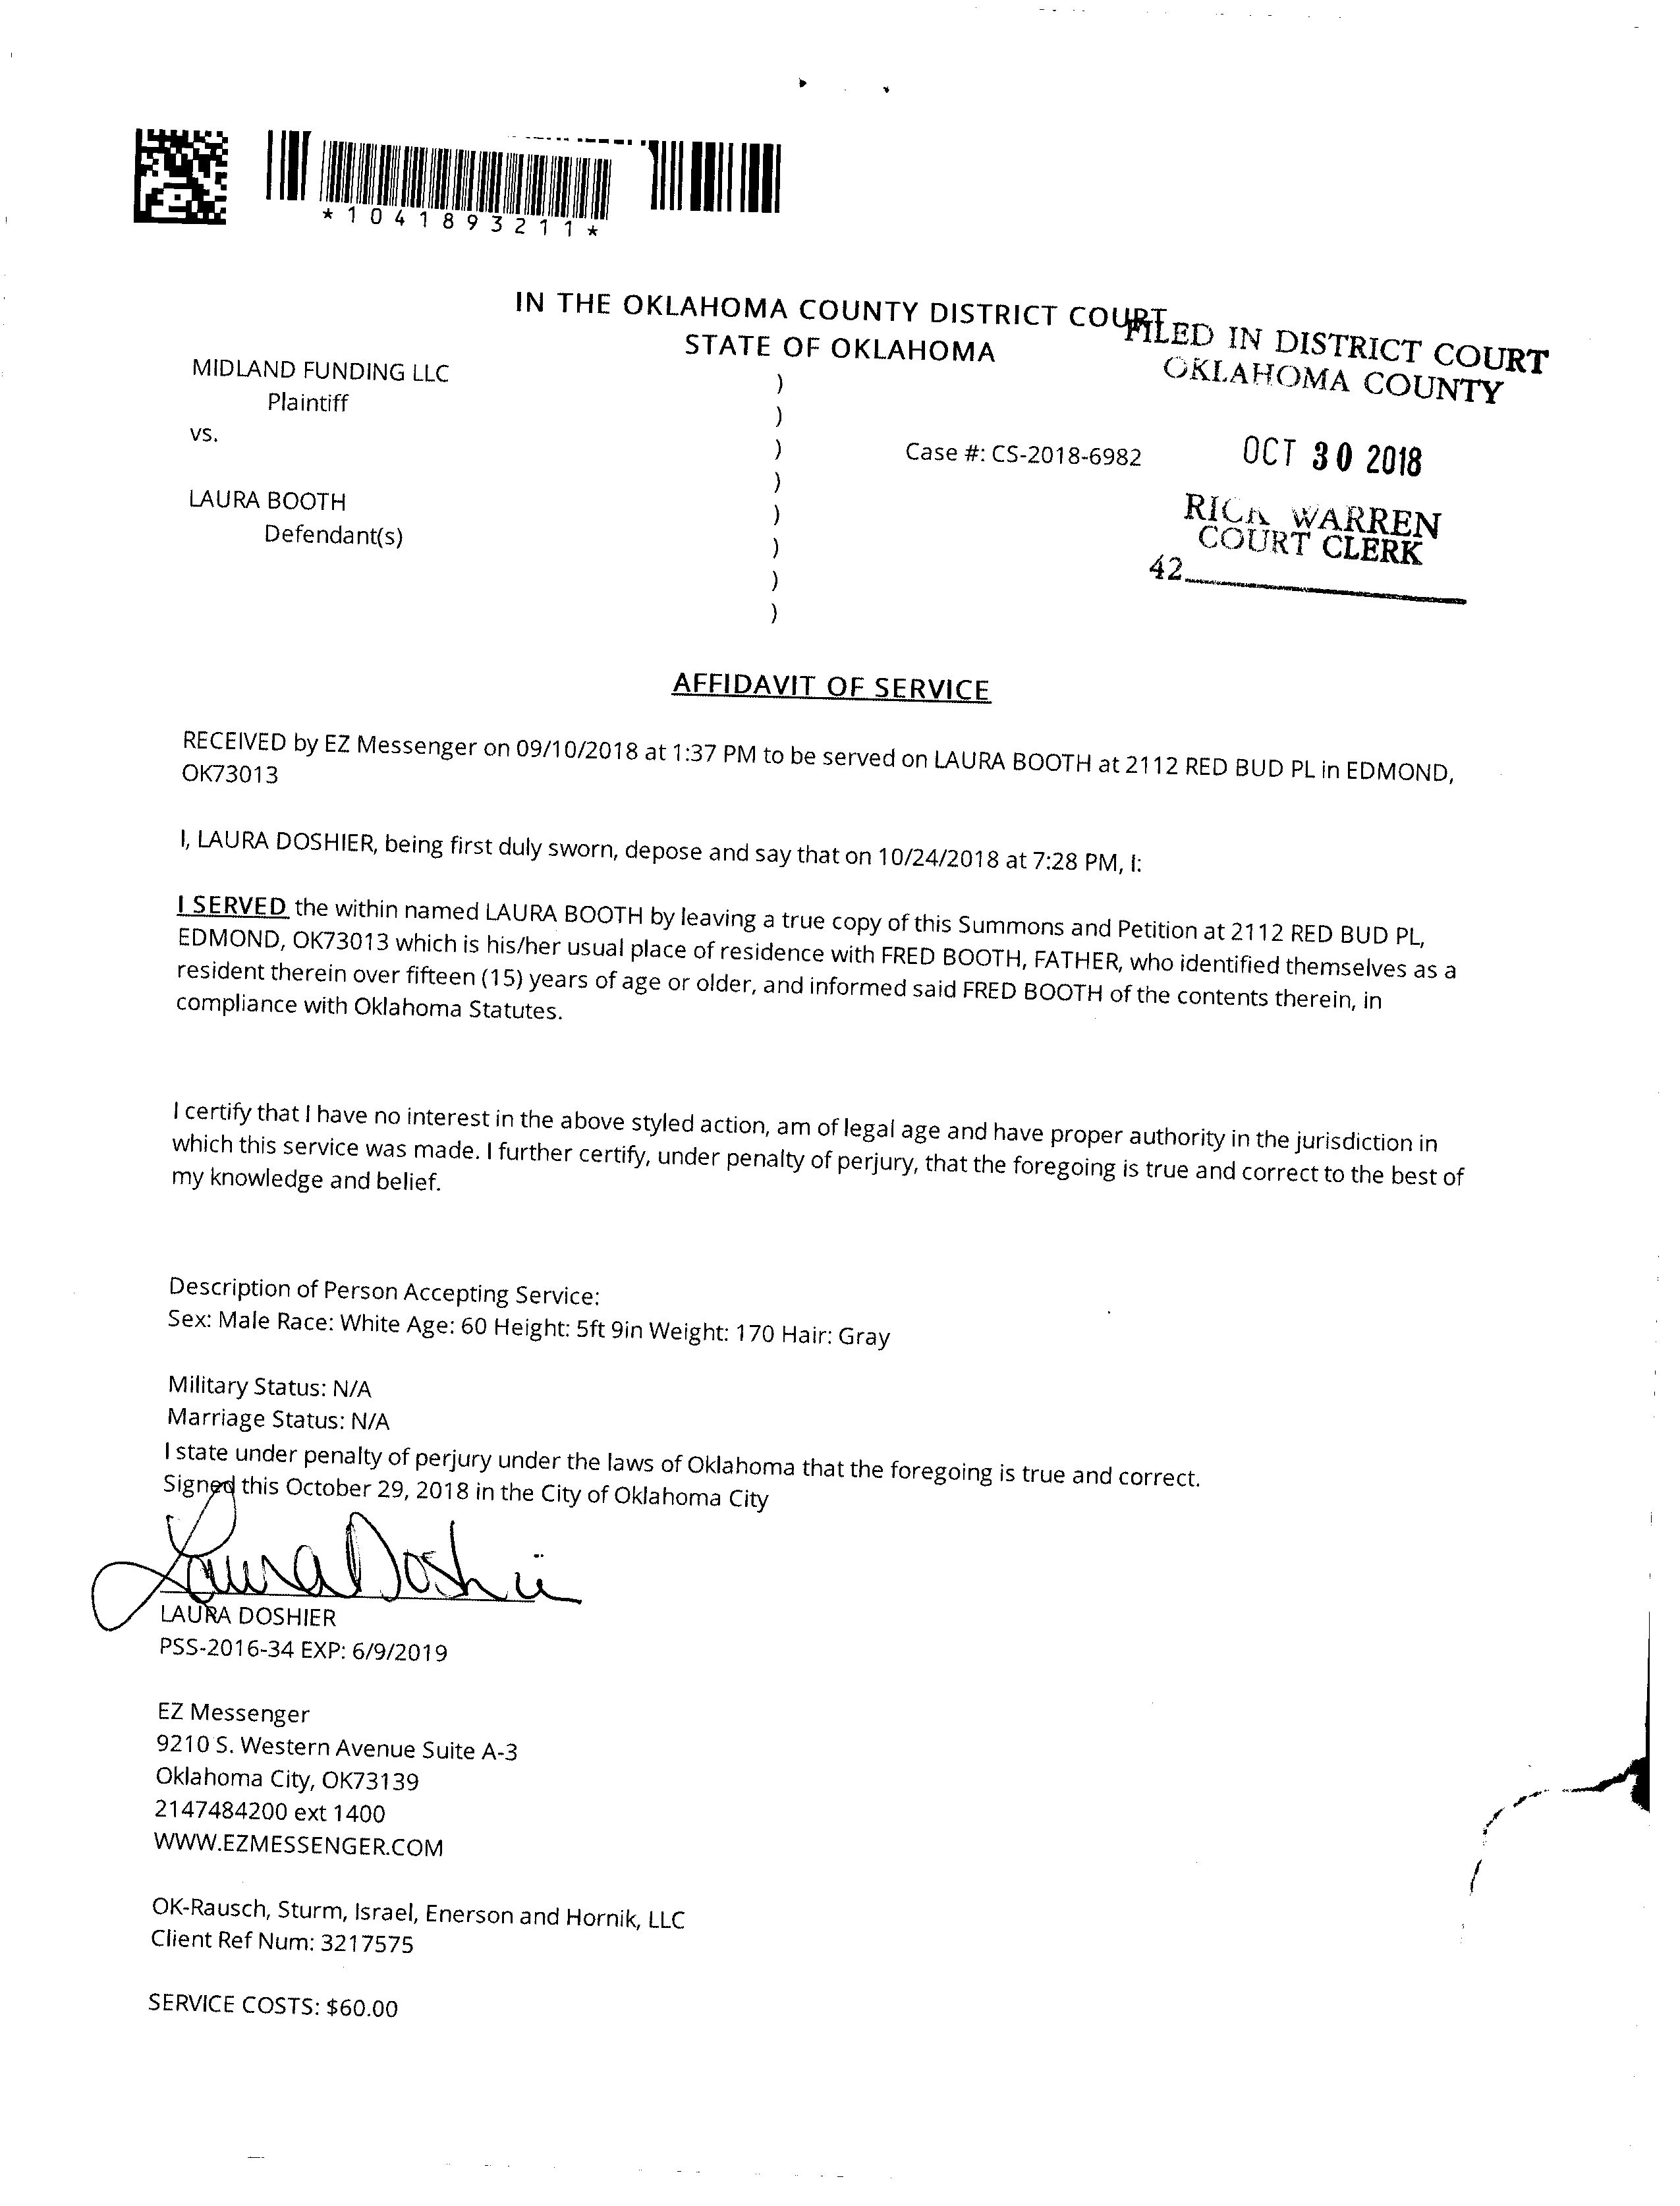 *1041893211*
IN THE OKLAHOMA COUNTY DISTRICT COURT
STATE OF OKLAHOMA
FILED IN DISTRICT COURT
OKLAHOMA COUNTY
MIDLAND FUNDING LLC
Plaintiff
vs.
Case #: CS-2018-6982
OCT 30 2018
LAURA BOOTH
Defendant(s)
RICK WARREN
COURT CLERK
42
)
)
)
)
)
)
)
)
AFFIDAVIT OF SERVICE
RECEIVED by EZ Messenger on 09/10/2018 at 1:37 PM to be served on LAURA BOOTH at 2112 RED BUD PL in EDMOND,
OK73013
I, LAURA DOSHIER, being first duly sworn, depose and say that on 10/24/2018 at 7:28 PM, I:
I SERVED the within named LAURA BOOTH by leaving a true copy of this Summons and Petition at 2112 RED BUD PL,
EDMOND, OK73013 which is his/her usual place of residence with FRED BOOTH, FATHER, who identified themselves as a
resident therein over fifteen (15) years of age or older, and informed said FRED BOOTH of the contents therein, in
compliance with Oklahoma Statutes.
I certify that I have no interest in the above styled action, am of legal age and have proper authority in the jurisdiction in
which this service was made. I further certify, under penalty of perjury, that the foregoing is true and correct to the best of
my knowledge and belief.
Description of Person Accepting Service:
Sex: Male Race: White Age: 60 Height: 5ft 9in Weight: 170 Hair: Gray
Military Status: N/A
Marriage Status: N/A
I state under penalty of perjury under the laws of Oklahoma that the foregoing is true and correct.
Signed this October 29, 2018 in the City of Oklahoma City
Laura Doshier
LAURA DOSHIER
PSS-2016-34 EXP: 6/9/2019
EZ Messenger
9210 S. Western Avenue Suite A-3
Oklahoma City, OK73139
2147484200 ext 1400
WWW.EZMESSENGER.COM
OK-Rausch, Sturm, Israel, Enerson and Hornik, LLC
Client Ref Num: 3217575
SERVICE COSTS: $60.00